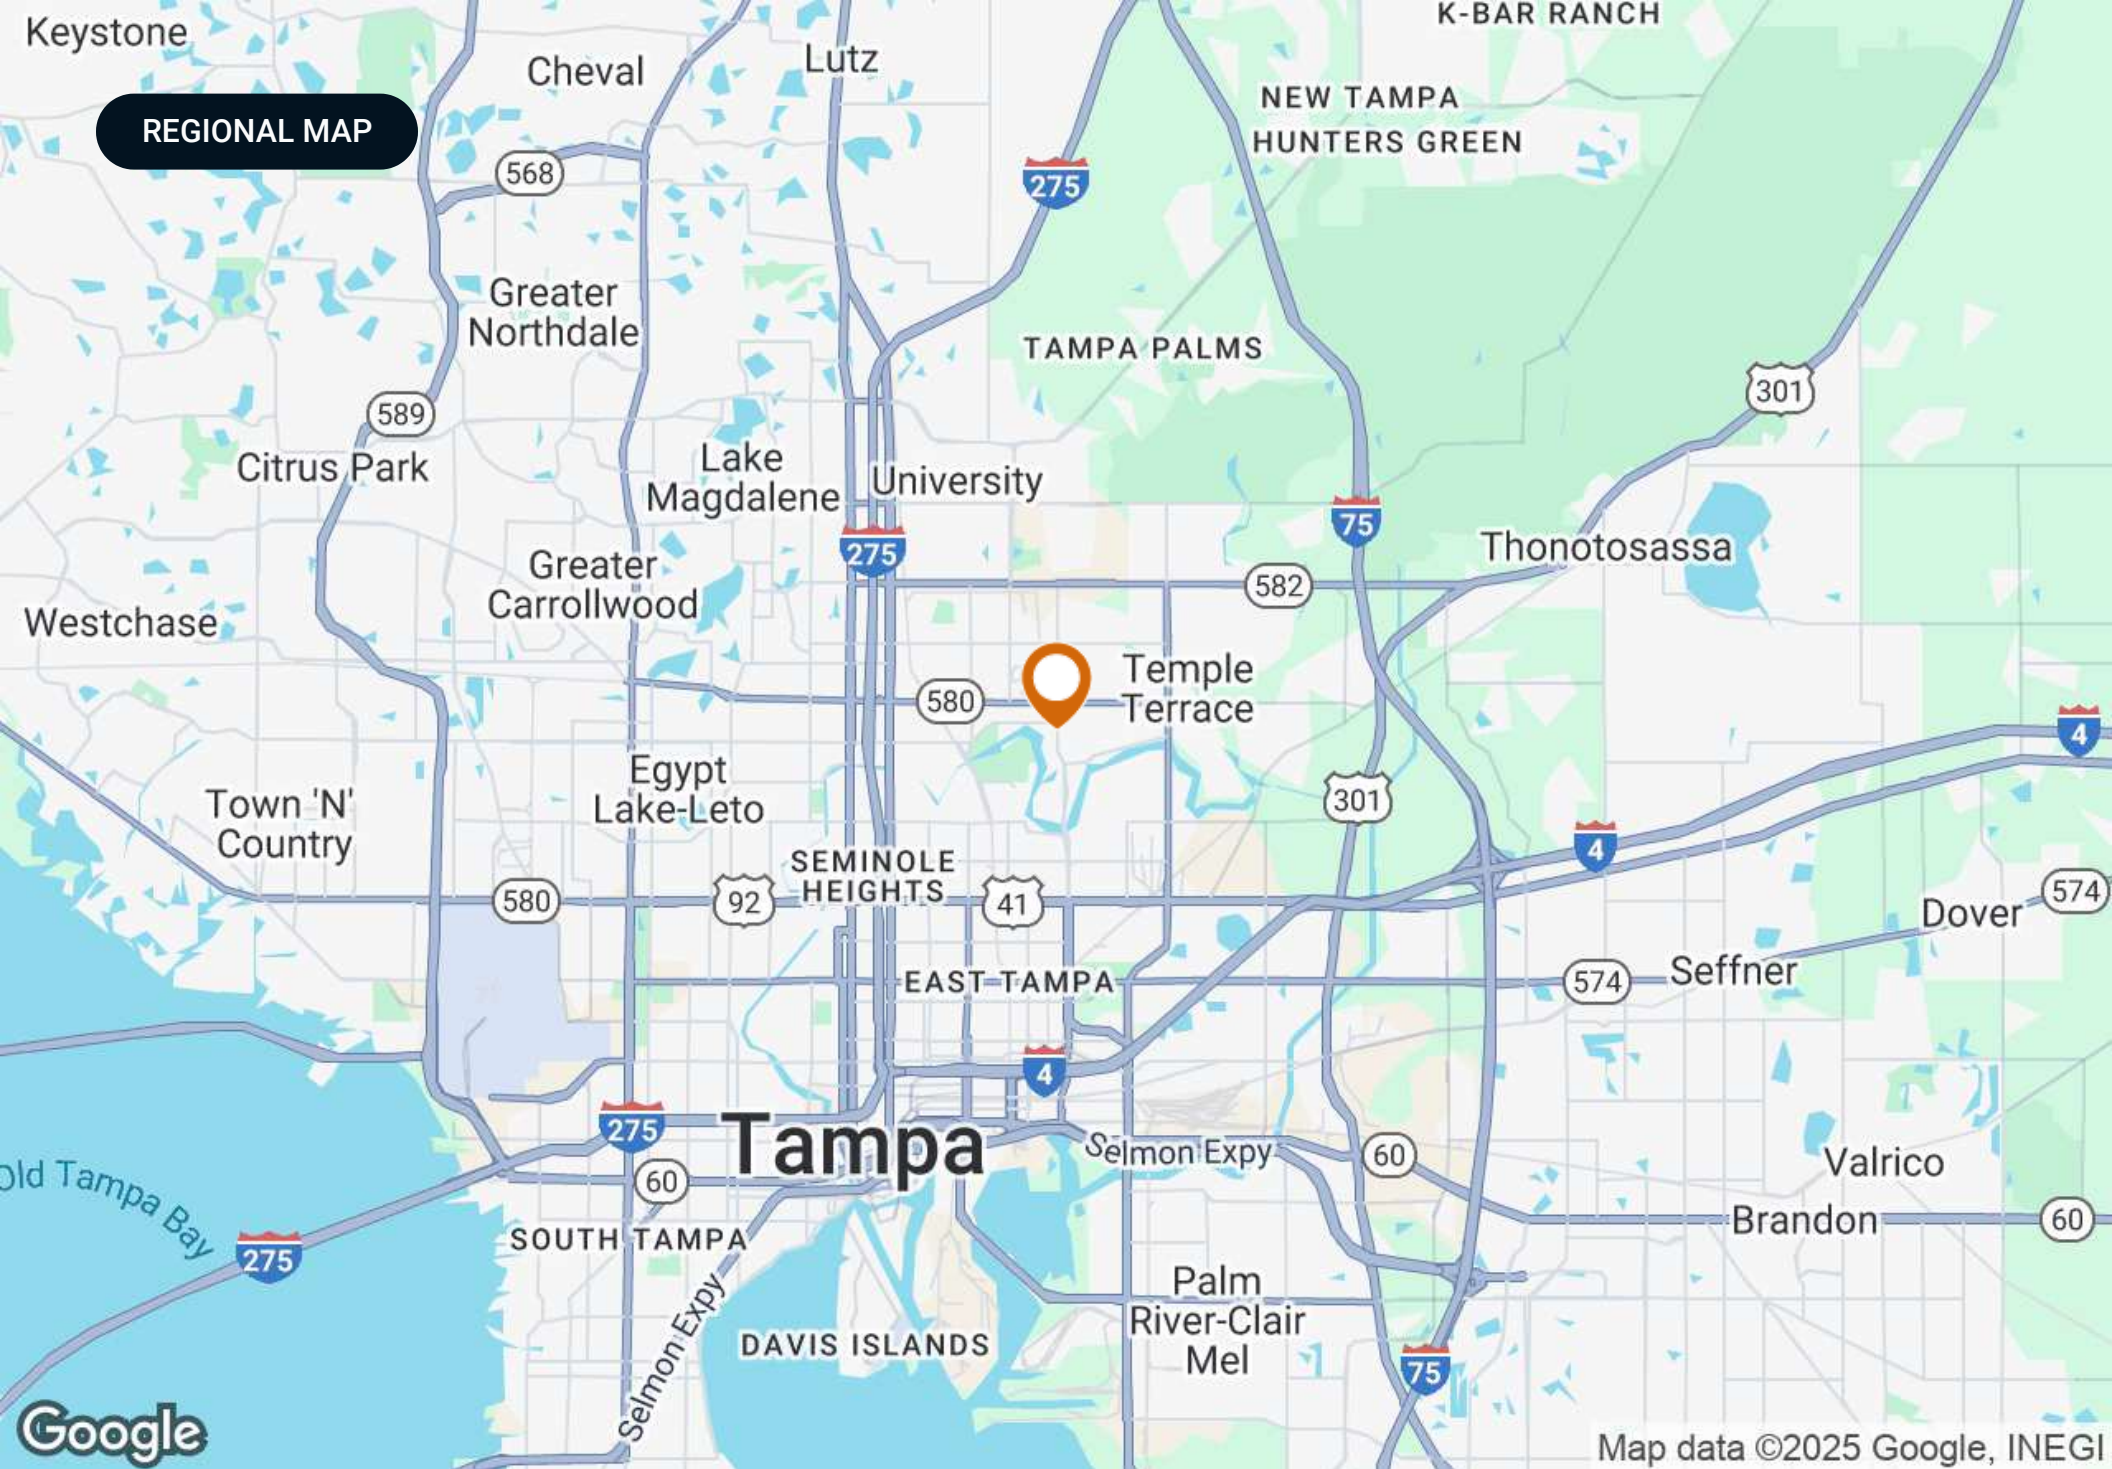 K-BAR RANCH
Keystone
Cheval
Lutz
NEW TAMPA
HUNTERS GREEN
REGIONAL MAP
568
275
Greater
Northdale
TAMPA PALMS
301
589
Citrus Park
Lake
Magdalene
University
75
275
Thonotosassa
Greater
Carrollwood
582
Westchase
580
Temple
Terrace
4
Town 'N'
Country
Egypt
Lake-Leto
301
4
SEMINOLE
HEIGHTS
580
92
41
574
Dover
EAST TAMPA
574
Seffner
4
275
Tampa
Selmon Expy
60
Valrico
60
Old Tampa Bay
Brandon
60
SOUTH TAMPA
275
Palm
River-Clair
Mel
Selmon Expy
DAVIS ISLANDS
75
Google
Map data ©2025 Google, INEGI